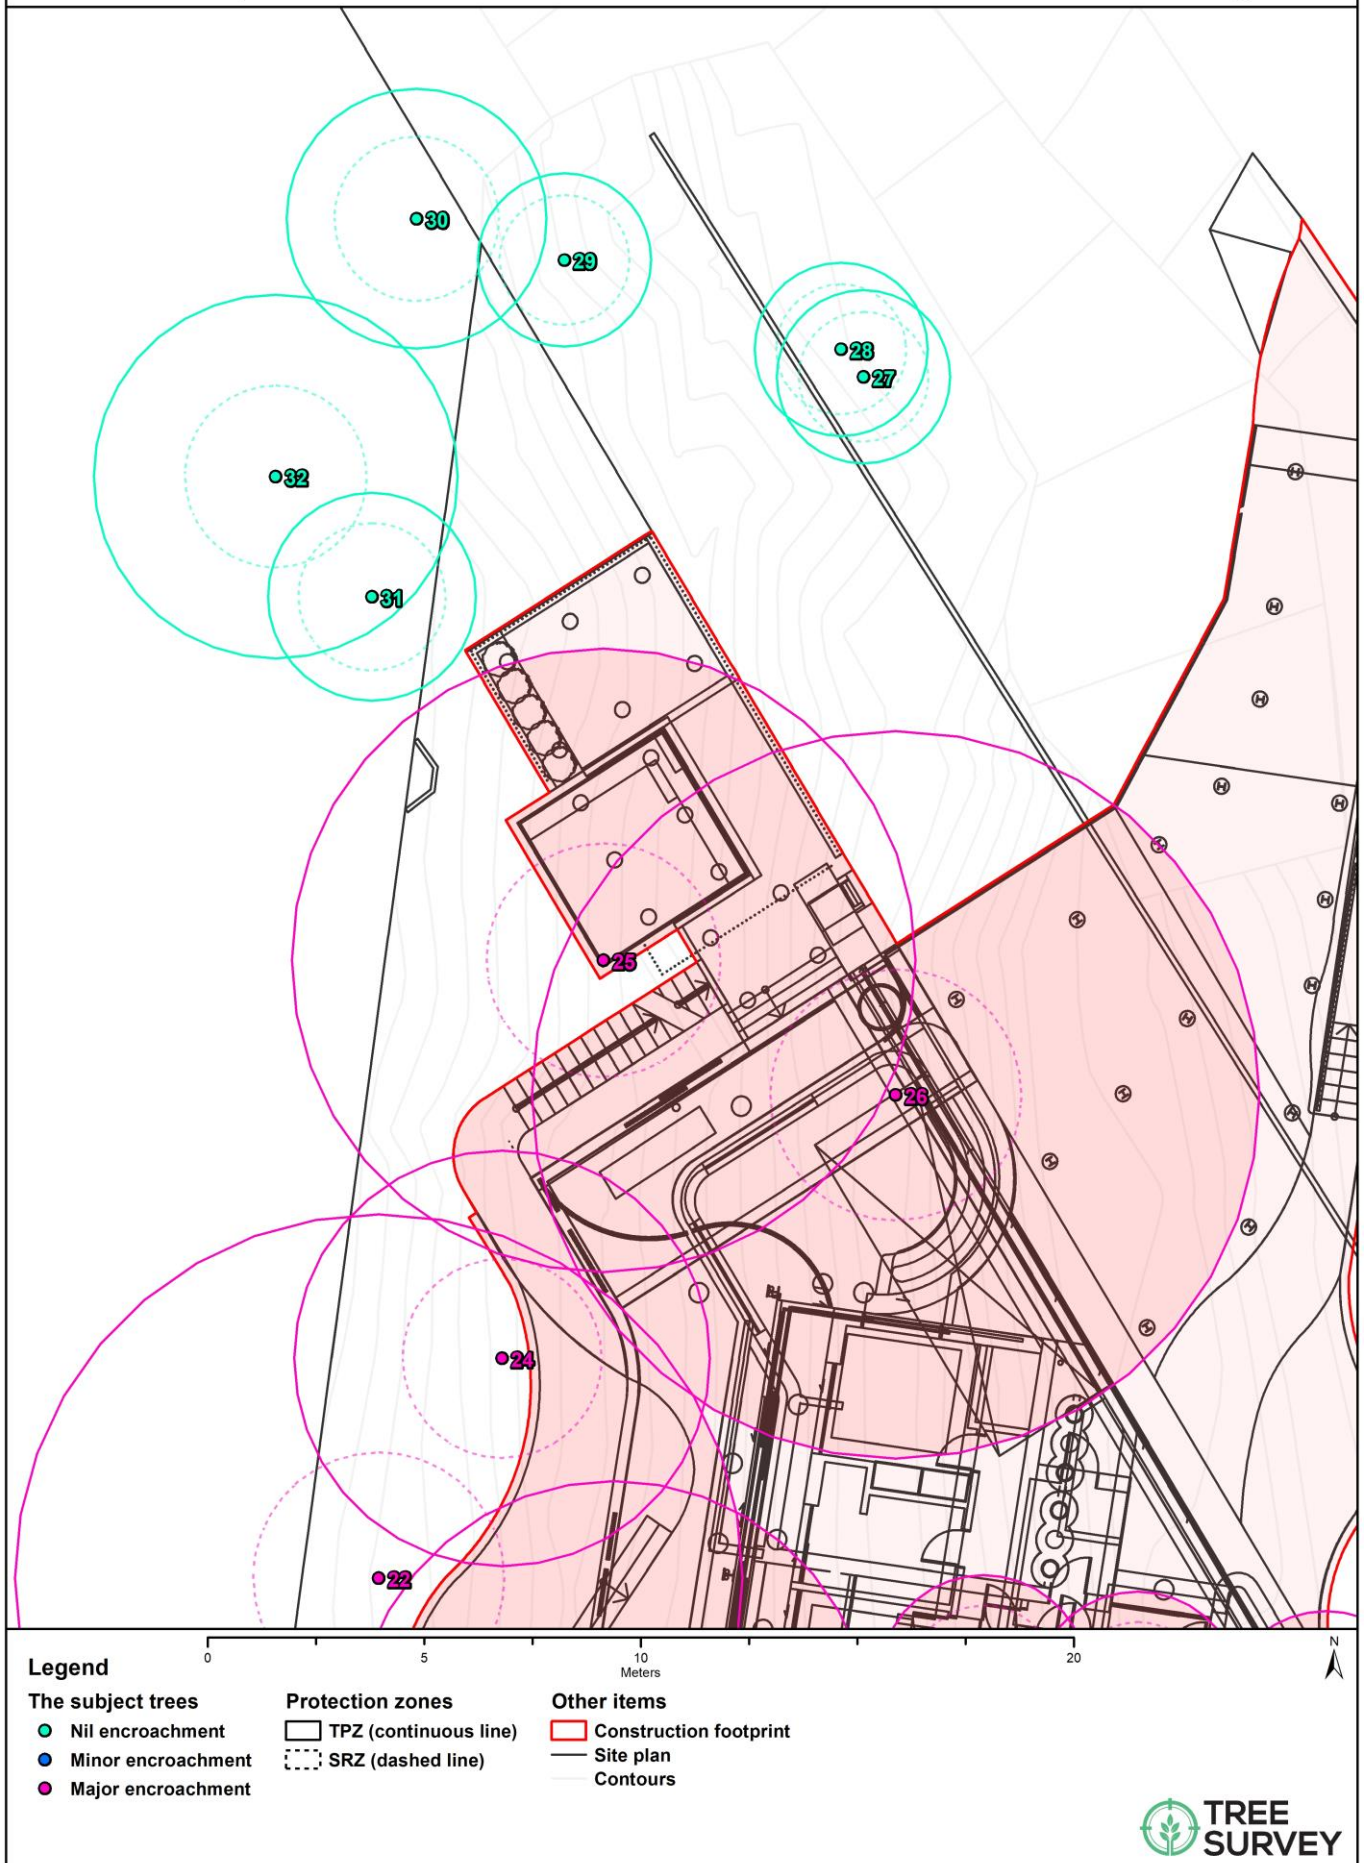 30
29
28
27
32
31
25
26
24
22
0
5
10
20
Meters
N
Legend
The subject trees
Nil encroachment
Minor encroachment
Major encroachment
Protection zones
TPZ (continuous line)
SRZ (dashed line)
Other items
Construction footprint
Site plan
Contours
TREE
SURVEY